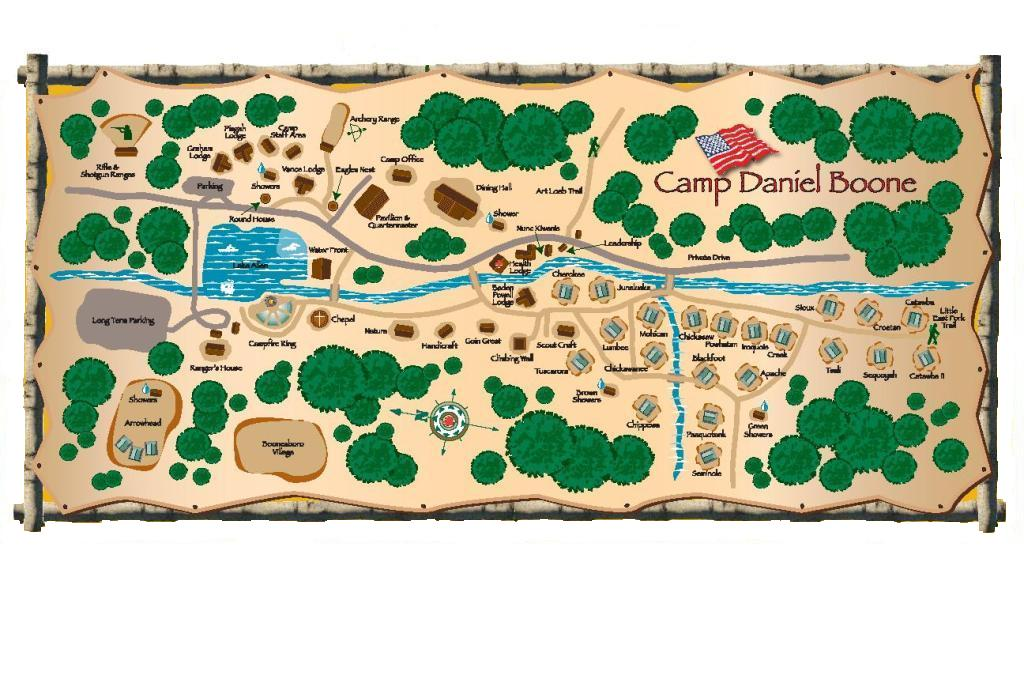 Archery Range
Pisgah
Lodge
Camp
Staff Area
Graham
Lodge
Rifle &
Shotgun Ranges
Vance Lodge
Eagles Nest
Camp Office
Dining Hall
Art Loeb Trail
Camp Daniel Boone
Parking
Showers
Round House
Pavilion &
Quartermaster
Shower
Leadership
Health
Lodge
Private Drive
Water Front
Lake Allen
Cherokee
Junaluska
Baden
Powell
Lodge
Long Term Parking
Campfire Ring
Chapel
Nature
Handicraft
Goin Great
Climbing Wall
Scout Craft
Ranger's House
Tuscarora
Lumbee
Mohican
Chickasaw
Powhatan
Iroquois
Creek
Sioux
Croatan
Catawba
Little
East Fork
Trail
Chickawanee
Blackfoot
Apache
Tsali
Sequoyah
Catawba II
Brown
Showers
Chippewa
Pasquotank
Seminole
Green
Showers
Showers
Arrowhead
Boonesboro
Village